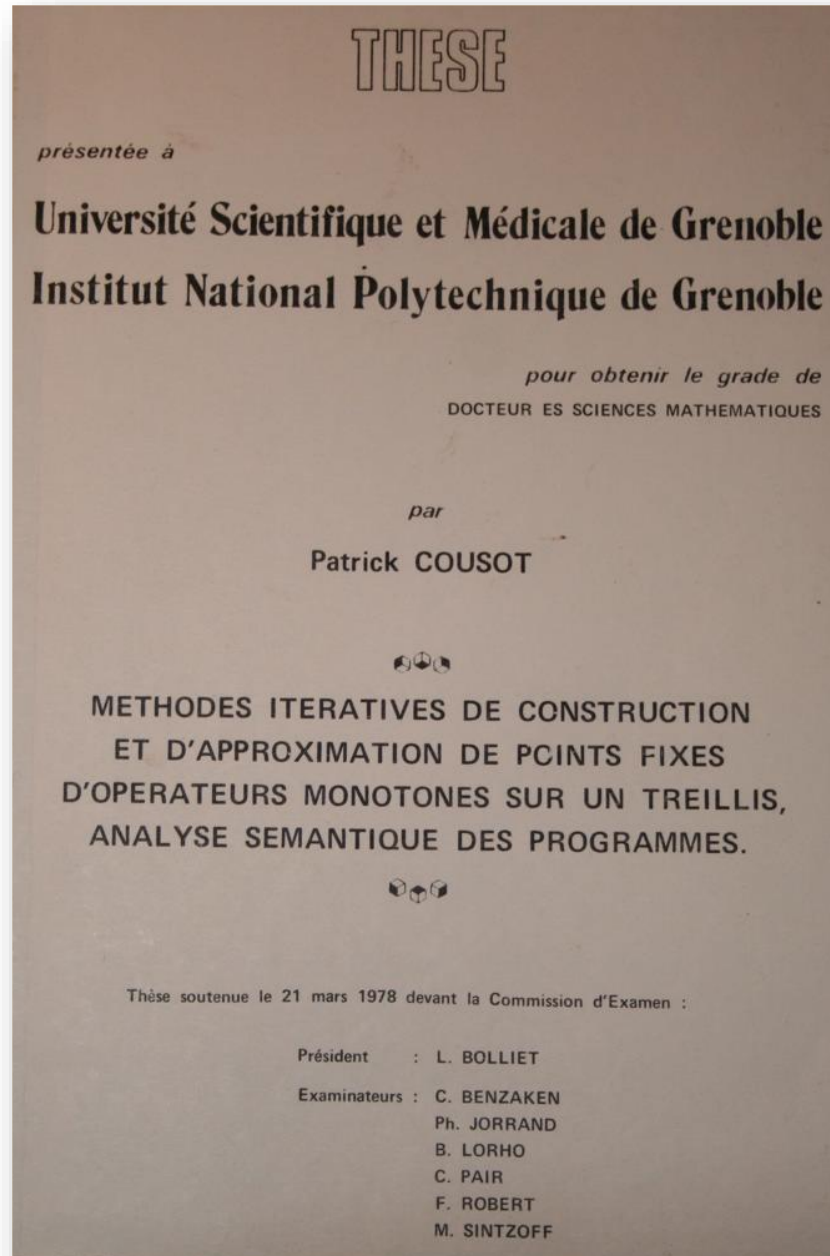 THESE
présentée à
Université Scientifique et Médicale de Grenoble
Institut National Polytechnique de Grenoble
pour obtenir le grade de
DOCTEUR ES SCIENCES MATHEMATIQUES
par
Patrick COUSOT
METHODES ITERATIVES DE CONSTRUCTION
ET D'APPROXIMATION DE POINTS FIXES
D'OPERATEURS MONOTONES SUR UN TREILLIS,
ANALYSE SEMANTIQUE DES PROGRAMMES.
Thèse soutenue le 21 mars 1978 devant la Commission d'Examen :
Président : L. BOLLIET
Examinateurs : C. BENZAKEN
Ph. JORRAND
B. LORHO
C. PAIR
F. ROBERT
M. SINTZOFF